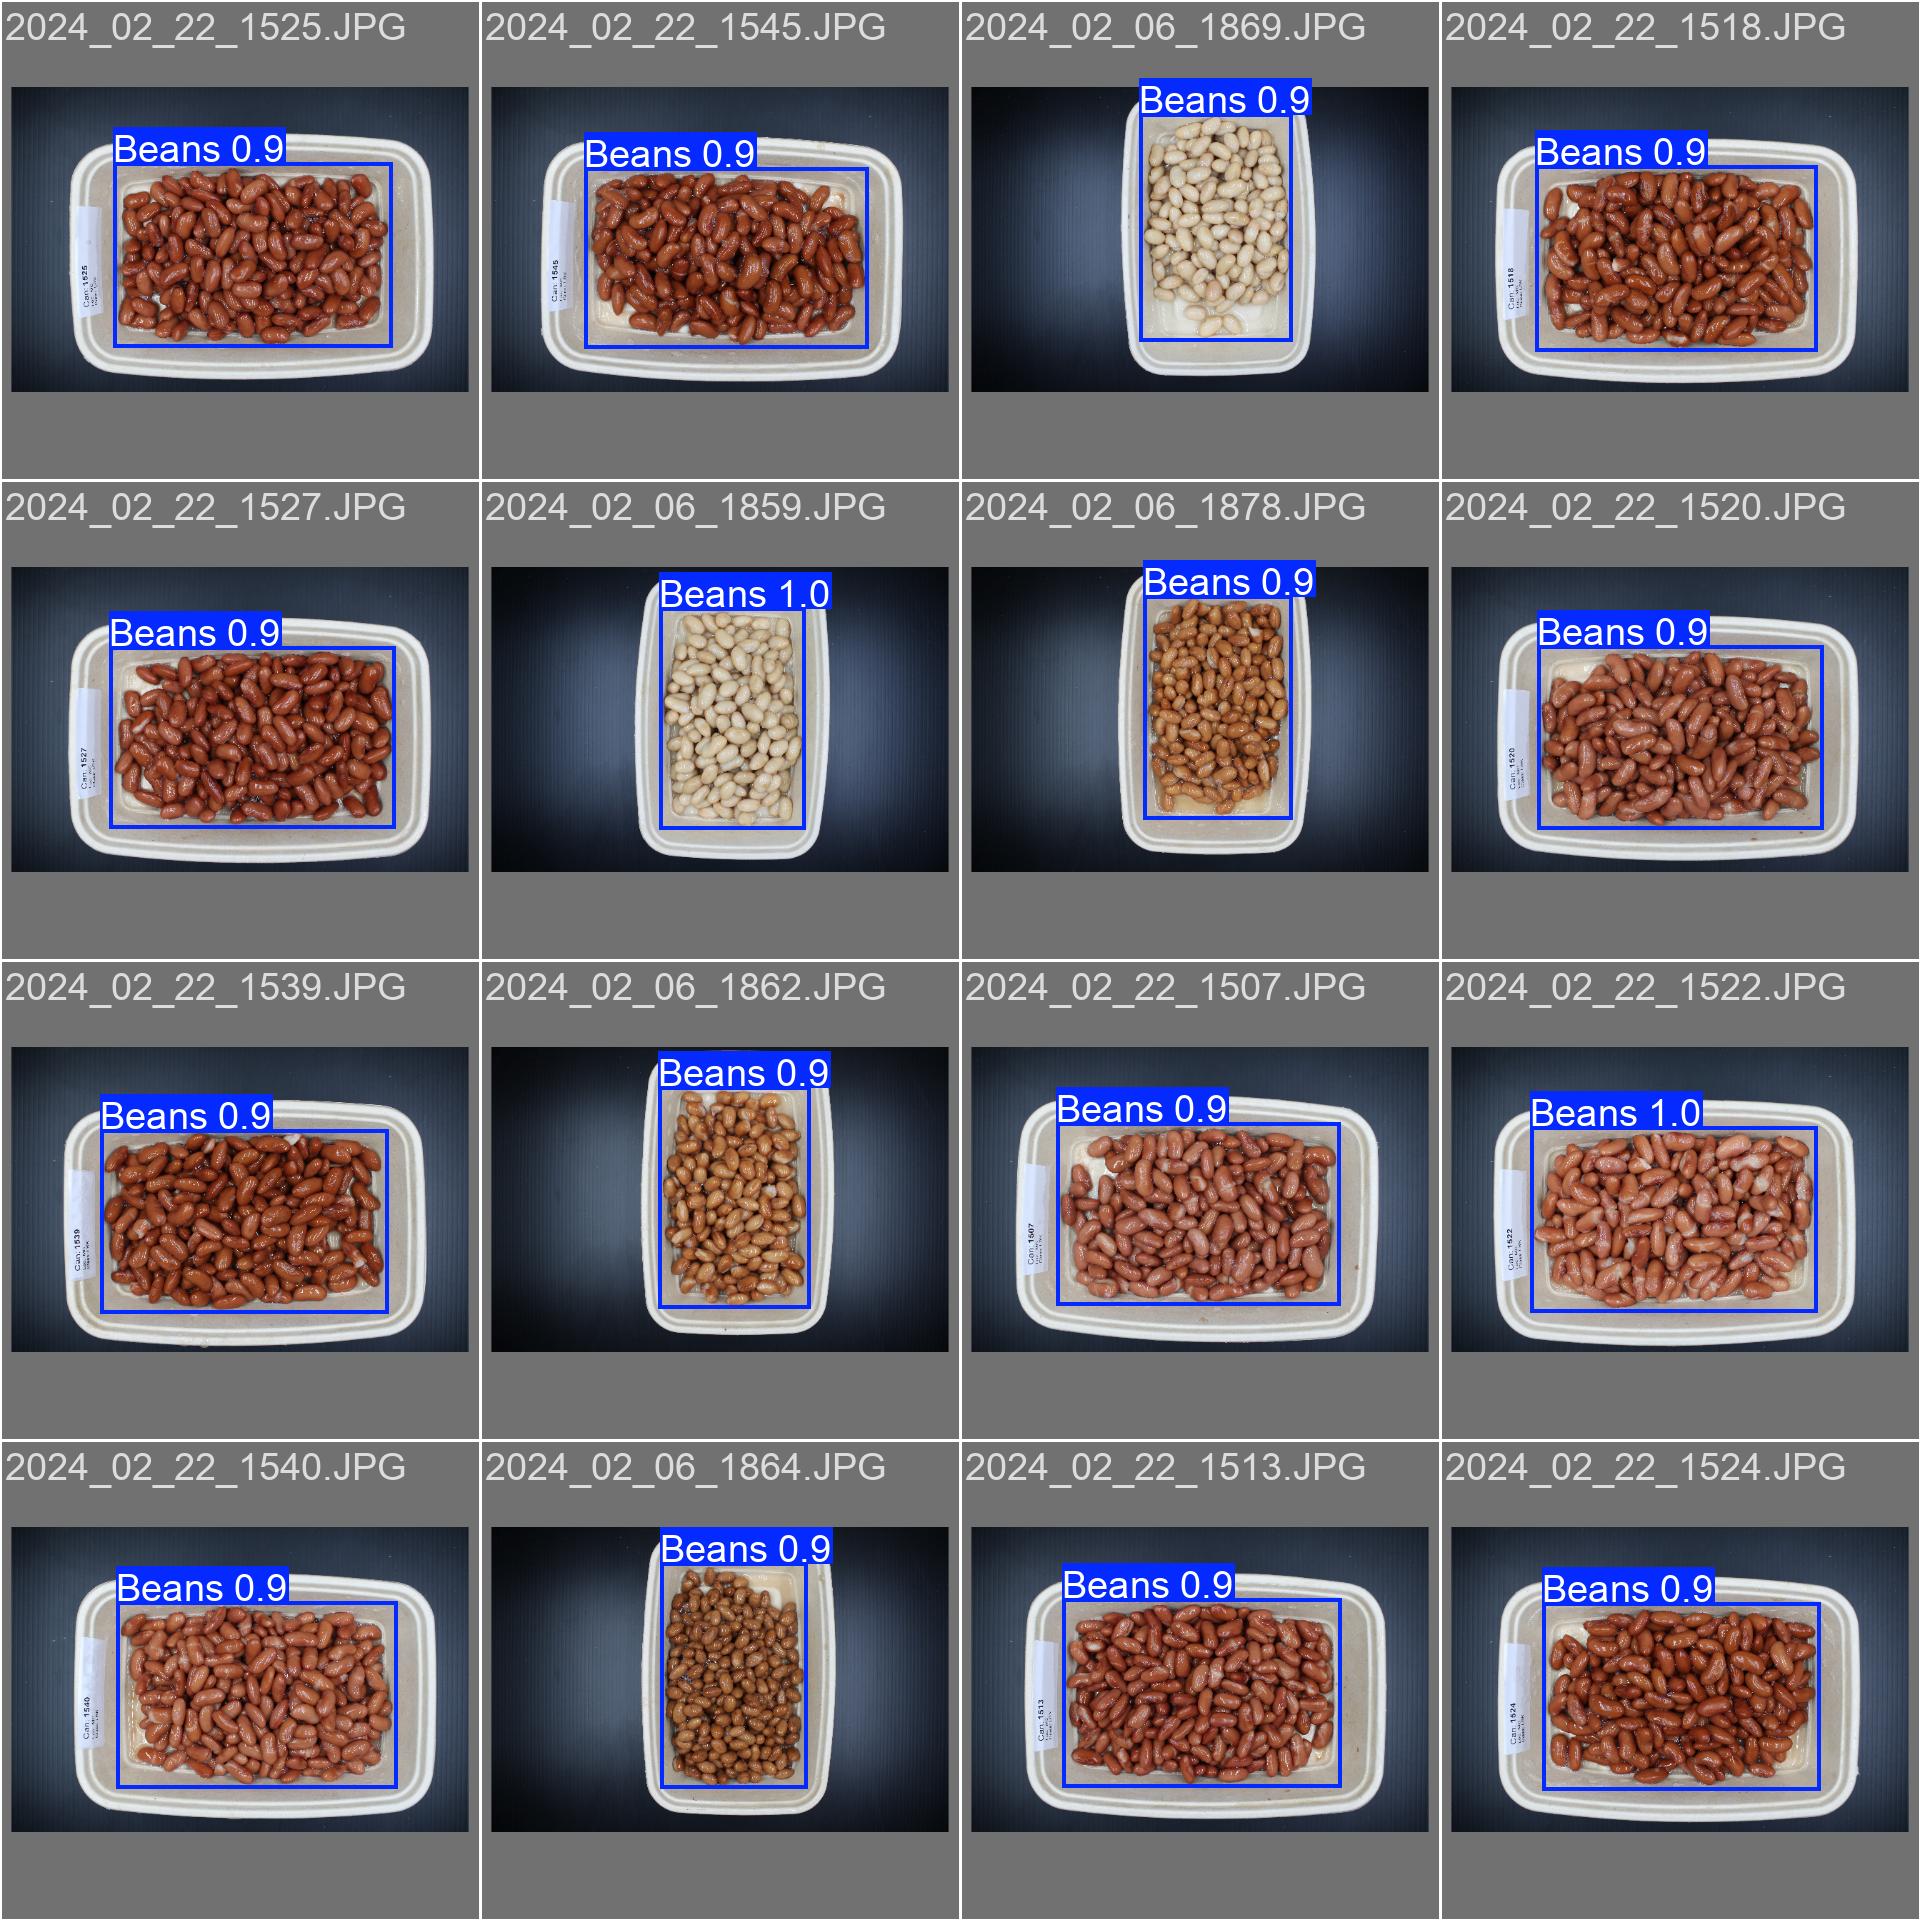 2024_02_22_1525.JPG
Beans 0.9
Can: 1525
2024_02_22_1545.JPG
Beans 0.9
Can: 1545
2024_02_06_1869.JPG
Beans 0.9
2024_02_22_1518.JPG
Beans 0.9
Can: 1518
2024_02_22_1527.JPG
Beans 0.9
Can: 1527
2024_02_06_1859.JPG
Beans 1.0
2024_02_06_1878.JPG
Beans 0.9
2024_02_22_1520.JPG
Beans 0.9
Can: 1520
2024_02_22_1539.JPG
Beans 0.9
Can: 1539
2024_02_06_1862.JPG
Beans 0.9
2024_02_22_1507.JPG
Beans 0.9
Can: 1507
2024_02_22_1522.JPG
Beans 1.0
Can: 1522
2024_02_22_1540.JPG
Beans 0.9
Can: 1540
2024_02_06_1864.JPG
Beans 0.9
2024_02_22_1513.JPG
Beans 0.9
Can: 1513
2024_02_22_1524.JPG
Beans 0.9
Can: 1524